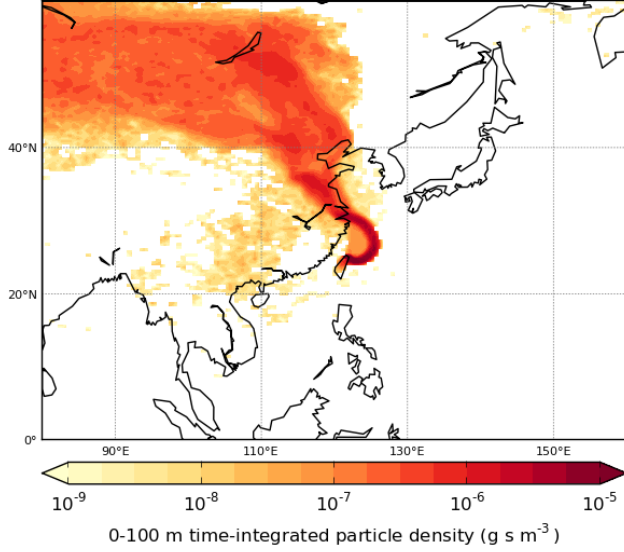 40°N
20°N
0°
90°E 110°E 130°E 150°E
10⁻⁹ 10⁻⁸ 10⁻⁷ 10⁻⁶ 10⁻⁵
0-100 m time-integrated particle density (g s m⁻³)